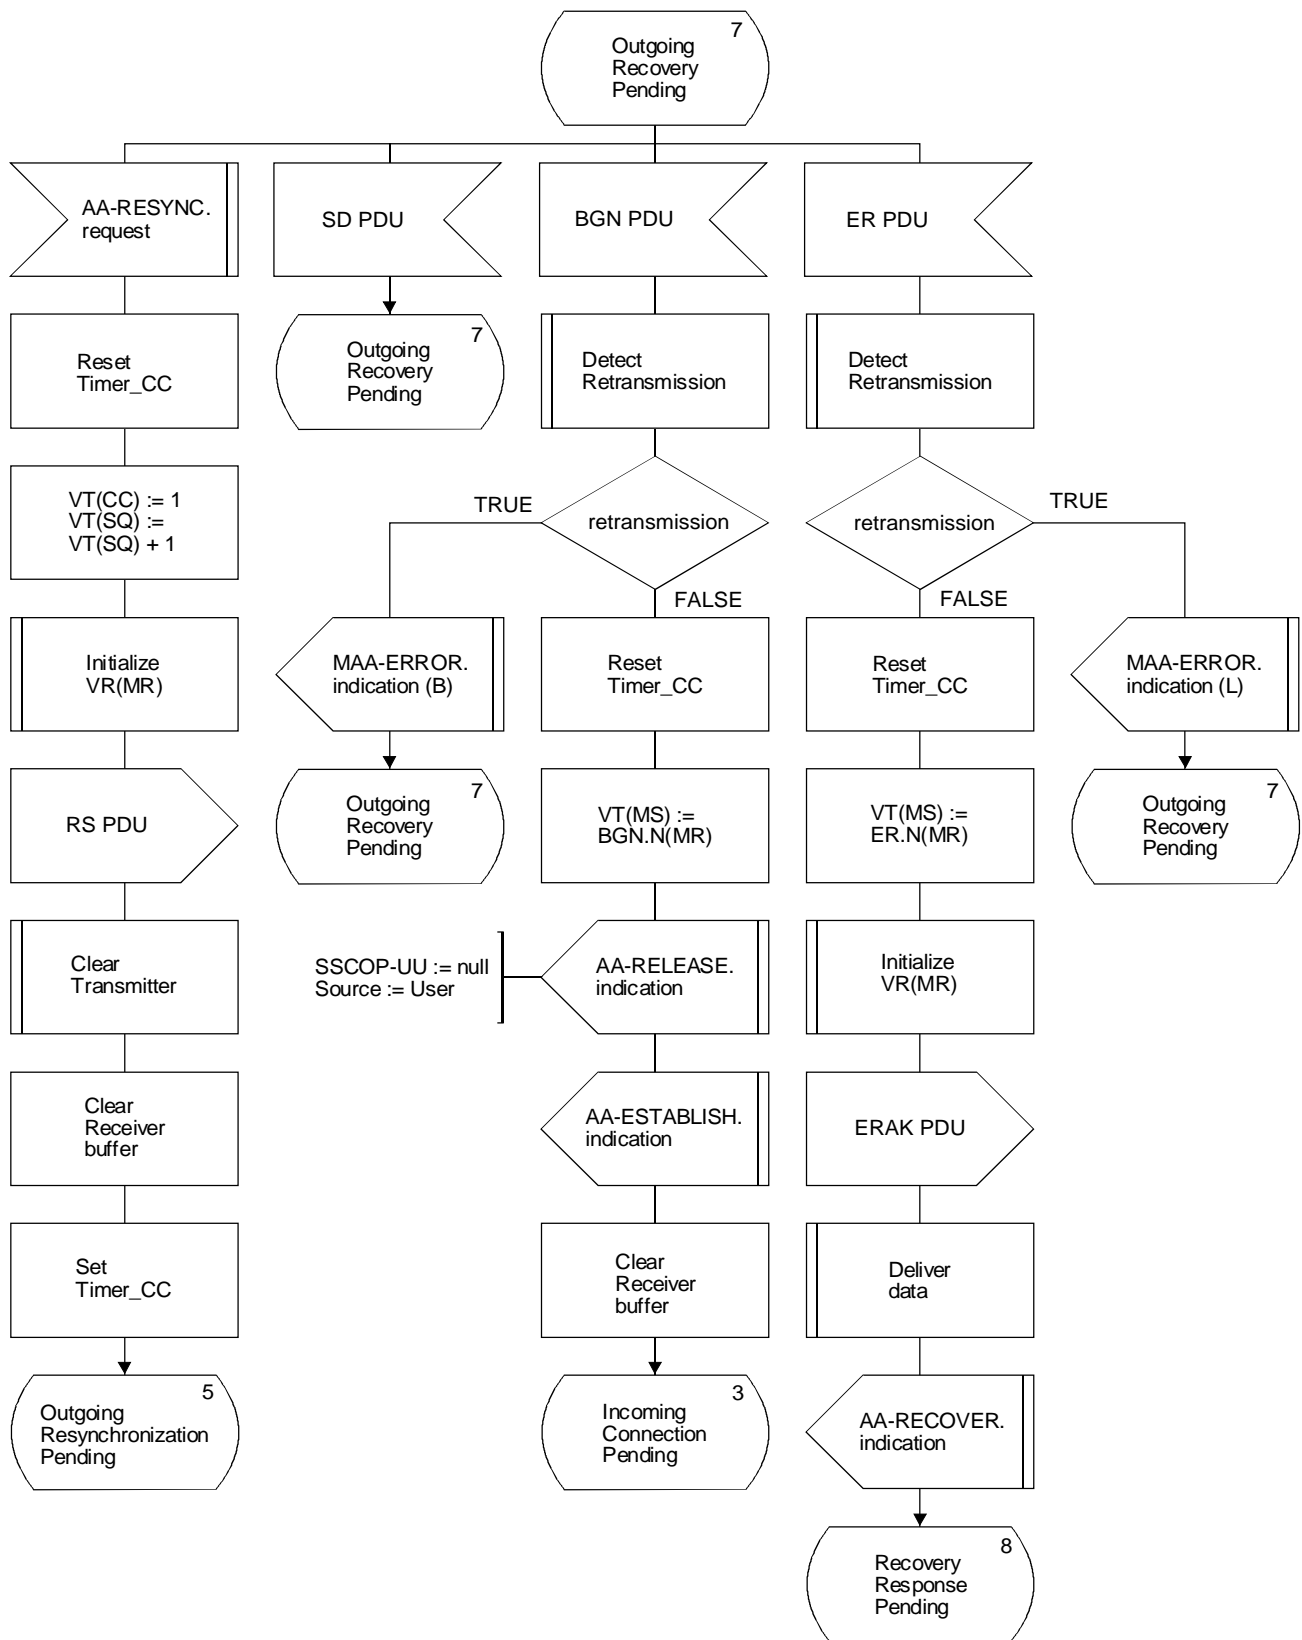 7
Outgoing
Recovery
Pending
AA-RESYNC.
request
SD PDU
BGN PDU
ER PDU
Reset
Timer_CC
7
Outgoing
Recovery
Pending
Detect
Retransmission
Detect
Retransmission
VT(CC) := 1
VT(SQ) :=
VT(SQ) + 1
TRUE
retransmission
FALSE
retransmission
TRUE
FALSE
Initialize
VR(MR)
MAA-ERROR.
indication (B)
Reset
Timer_CC
Reset
Timer_CC
MAA-ERROR.
indication (L)
RS PDU
7
Outgoing
Recovery
Pending
VT(MS) :=
BGN.N(MR)
VT(MS) :=
ER.N(MR)
7
Outgoing
Recovery
Pending
Clear
Transmitter
SSCOP-UU := null
Source := User
AA-RELEASE.
indication
Initialize
VR(MR)
Clear
Receiver
buffer
AA-ESTABLISH.
indication
ERAK PDU
Set
Timer_CC
Clear
Receiver
buffer
Deliver
data
5
Outgoing
Resynchronization
Pending
3
Incoming
Connection
Pending
AA-RECOVER.
indication
8
Recovery
Response
Pending